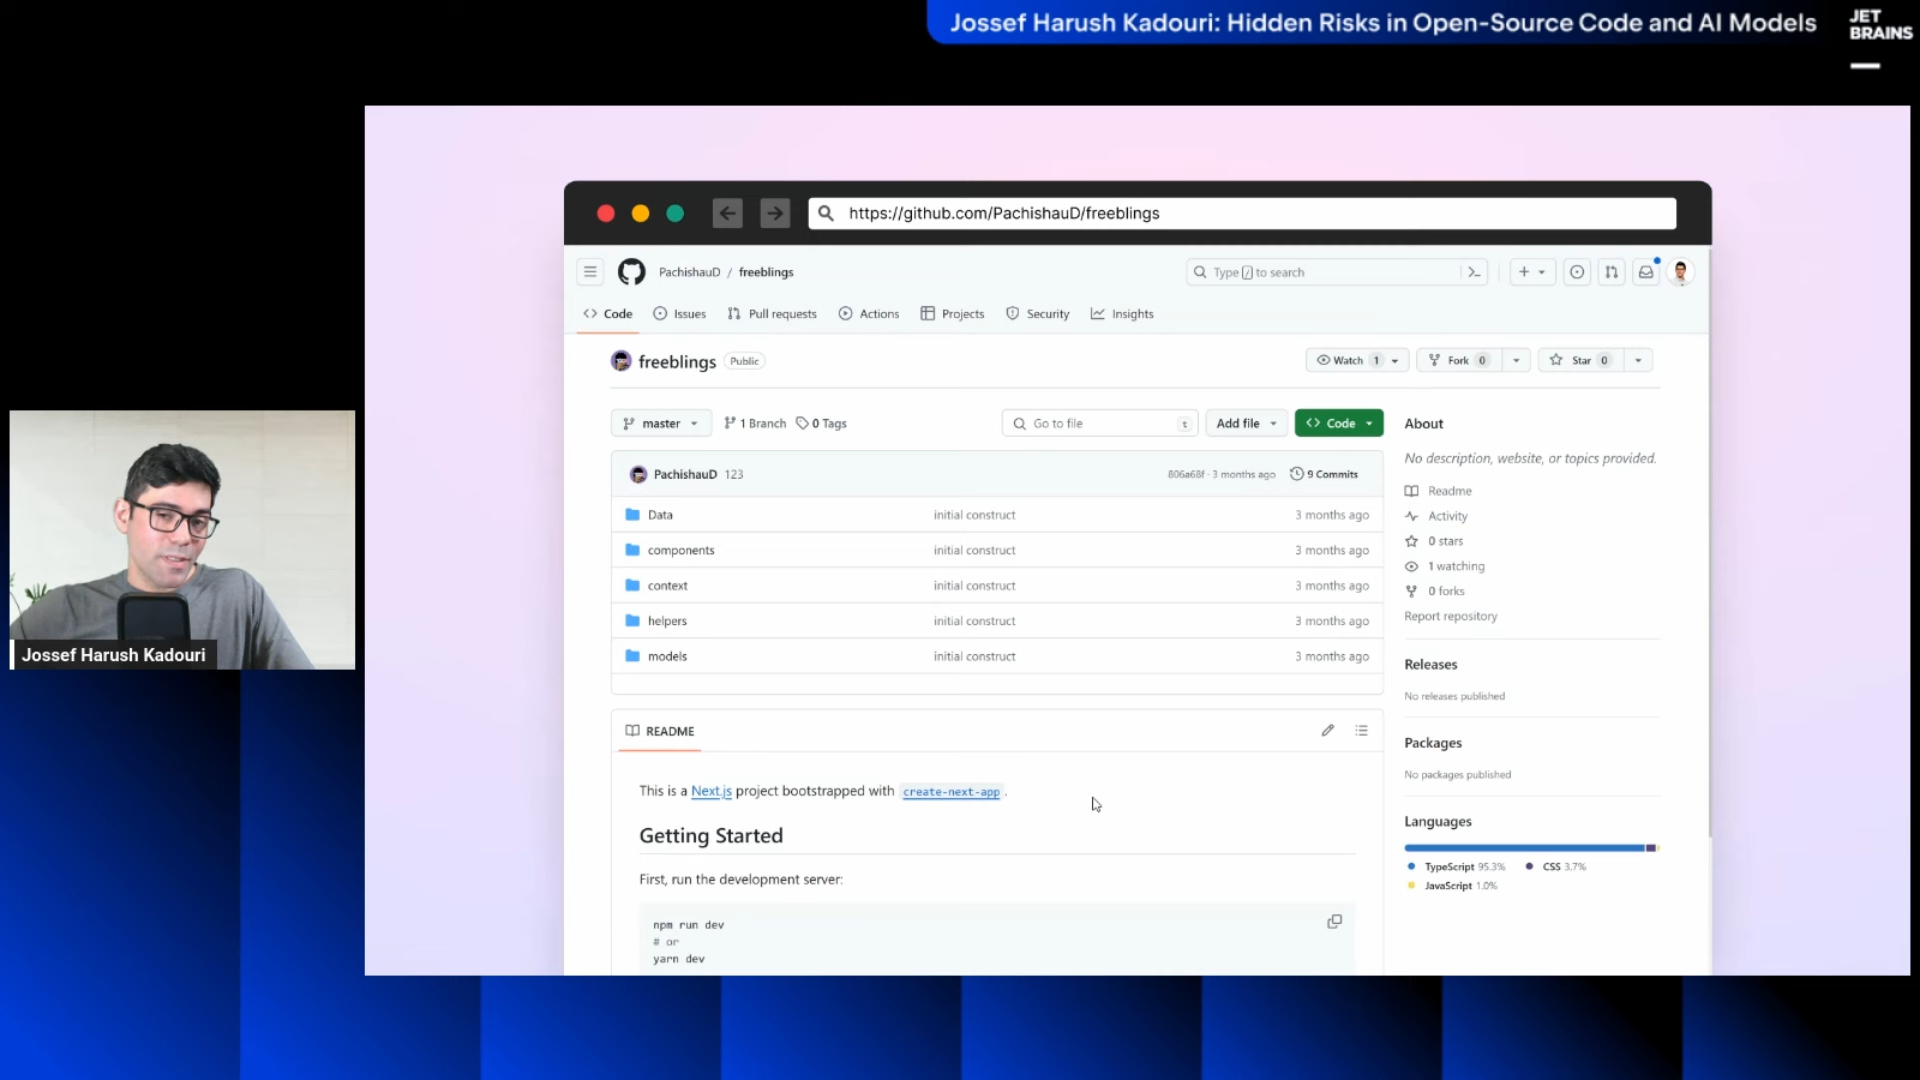 Jossef Harush Kadouri: Hidden Risks in Open-Source Code and AI Models
JET
BRAINS
https://github.com/PachishauD/freeblings
PachishauD / freeblings
Type / to search
Code
Issues
Pull requests
Actions
Projects
Security
Insights
freeblings Public
Watch 1
Fork 0
Star 0
master
1 Branch
0 Tags
Go to file t
Add file
Code
PachishauD 123
806a68f · 3 months ago
9 Commits
Data initial construct 3 months ago
components initial construct 3 months ago
context initial construct 3 months ago
helpers initial construct 3 months ago
models initial construct 3 months ago
README
This is a Next.js project bootstrapped with create-next-app.
Getting Started
First, run the development server:
npm run dev
# or
yarn dev
About
No description, website, or topics provided.
Readme
Activity
0 stars
1 watching
0 forks
Report repository
Releases
No releases published
Packages
No packages published
Languages
TypeScript 95.3% CSS 3.7%
JavaScript 1.0%
Jossef Harush Kadouri